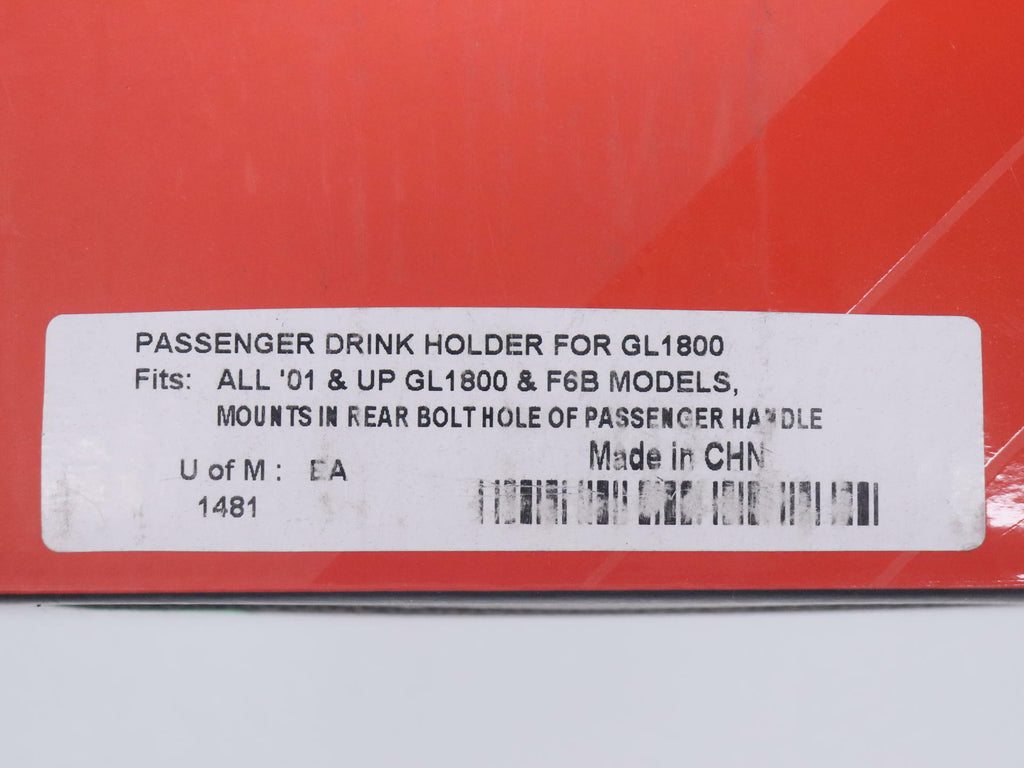 PASSENGER DRINK HOLDER FOR GL1800
Fits: ALL '01 & UP GL1800 & F6B MODELS,
MOUNTS IN REAR BOLT HOLE OF PASSENGER HANDLE
Made in CHN
U of M : EA
1481